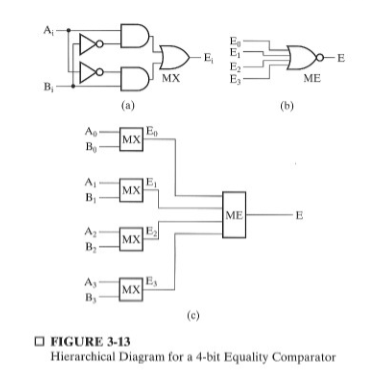 Aᵢ
Bᵢ
MX
Eᵢ
(a)
E₀
E₁
E₂
E₃
E
ME
(b)
A₀
B₀
MX
E₀
A₁
B₁
MX
E₁
A₂
B₂
MX
E₂
A₃
B₃
MX
E₃
ME
E
(c)
□ FIGURE 3-13
Hierarchical Diagram for a 4-bit Equality Comparator